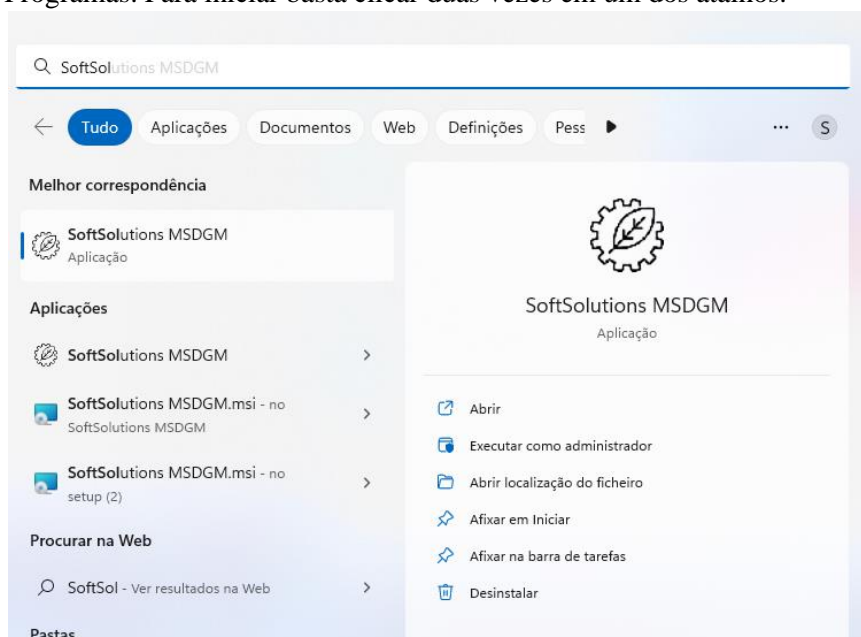 Programas. Para iniciar basta clicar duas vezes em um dos atalhos.
SoftSolutions MSDGM
Tudo Aplicações Documentos Web Definições Pess S
Melhor correspondência
SoftSolutions MSDGM
Aplicação
Aplicações
SoftSolutions MSDGM
SoftSolutions MSDGM.msi - no
SoftSolutions MSDGM
SoftSolutions MSDGM.msi - no
setup (2)
Procurar na Web
SoftSol - Ver resultados na Web
Pastas
SoftSolutions MSDGM
Aplicação
Abrir
Executar como administrador
Abrir localização do ficheiro
Afixar em Iniciar
Afixar na barra de tarefas
Desinstalar